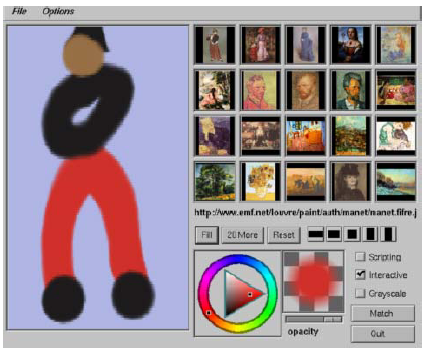 File Options
http://www.emf.net/louvre/paint/auth/manet/manet.fifre.j
Fill 20 More Reset
Scripting
Interactive
Grayscale
Match
opacity
Quit